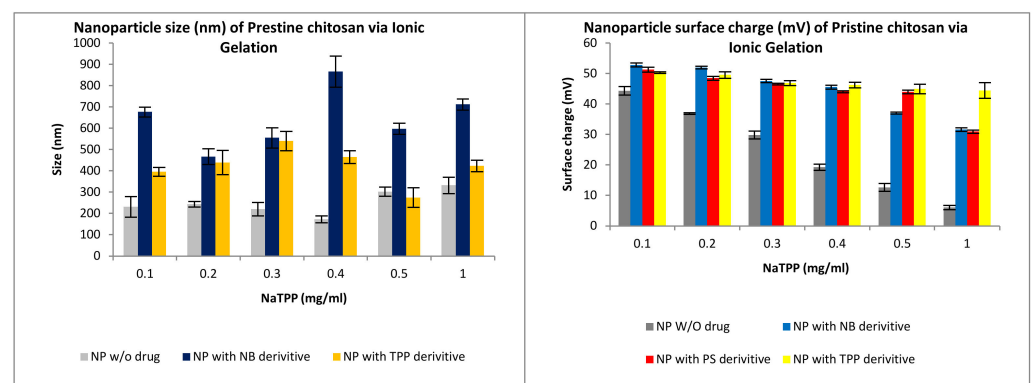 Nanoparticle size (nm) of Prestine chitosan via Ionic
Gelation
1000
900
800
700
600
500
400
300
200
100
0
Size (nm)
0.1 0.2 0.3 0.4 0.5 1
NaTPP (mg/ml)
NP w/o drug NP with NB derivitive NP with TPP derivitive
Nanoparticle surface charge (mV) of Pristine chitosan via
Ionic Gelation
60
50
40
30
20
10
0
Surface charge (mV)
0.1 0.2 0.3 0.4 0.5 1
NaTPP (mg/ml)
NP W/O drug NP with NB derivitive
NP with PS derivitive NP with TPP derivitive